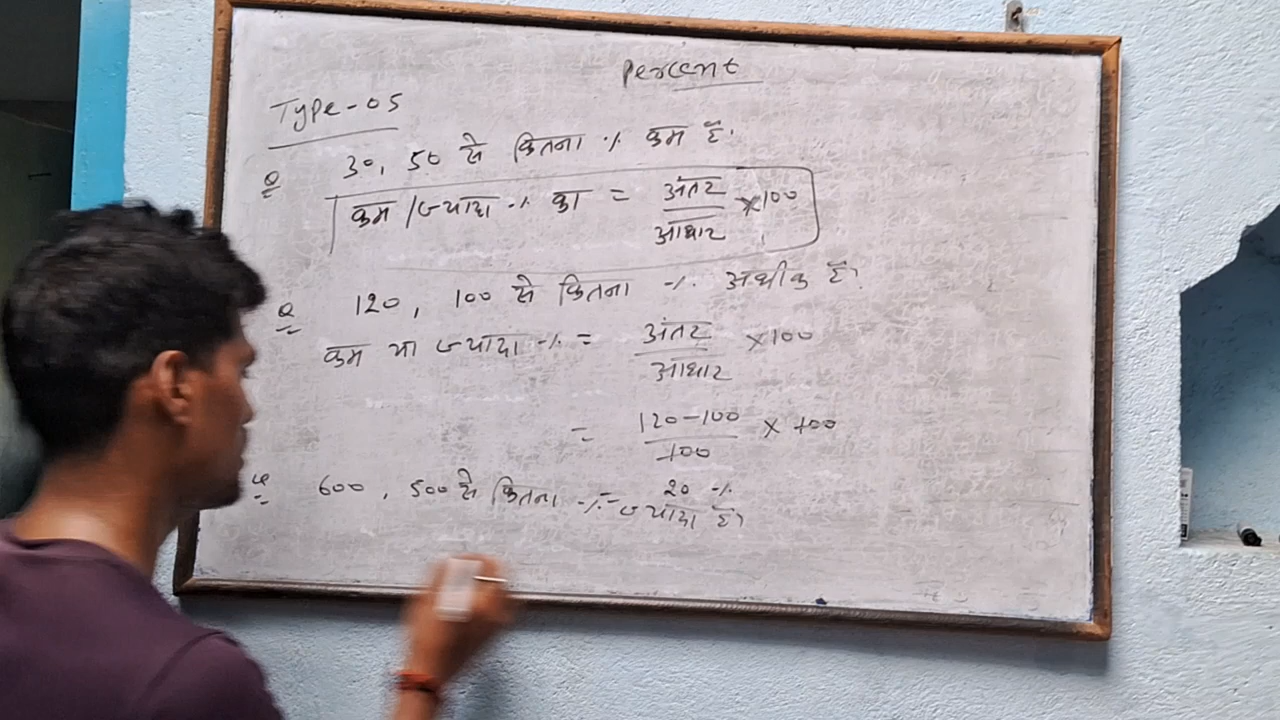 Percent
Type-05
Q 30, 50 से कितना % कम है.
कम / ज्यादा % का = अंतर / आधार × 100
Q 120, 100 से कितना % अधीक है?
कम या ज्यादा % = अंतर / आधार × 100
= 120-100 / 100 × 100
= 20 %
Q 600, 500 से कितना % ज्यादा है?